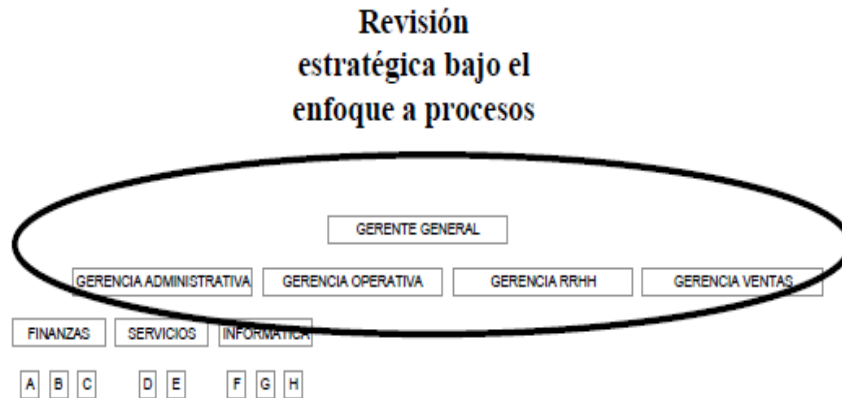 Revisión
estratégica bajo el
enfoque a procesos
GERENTE GENERAL
GERENCIA ADMINISTRATIVA GERENCIA OPERATIVA GERENCIA RRHH GERENCIA VENTAS
FINANZAS SERVICIOS INFORMATICA
A B C D E F G H